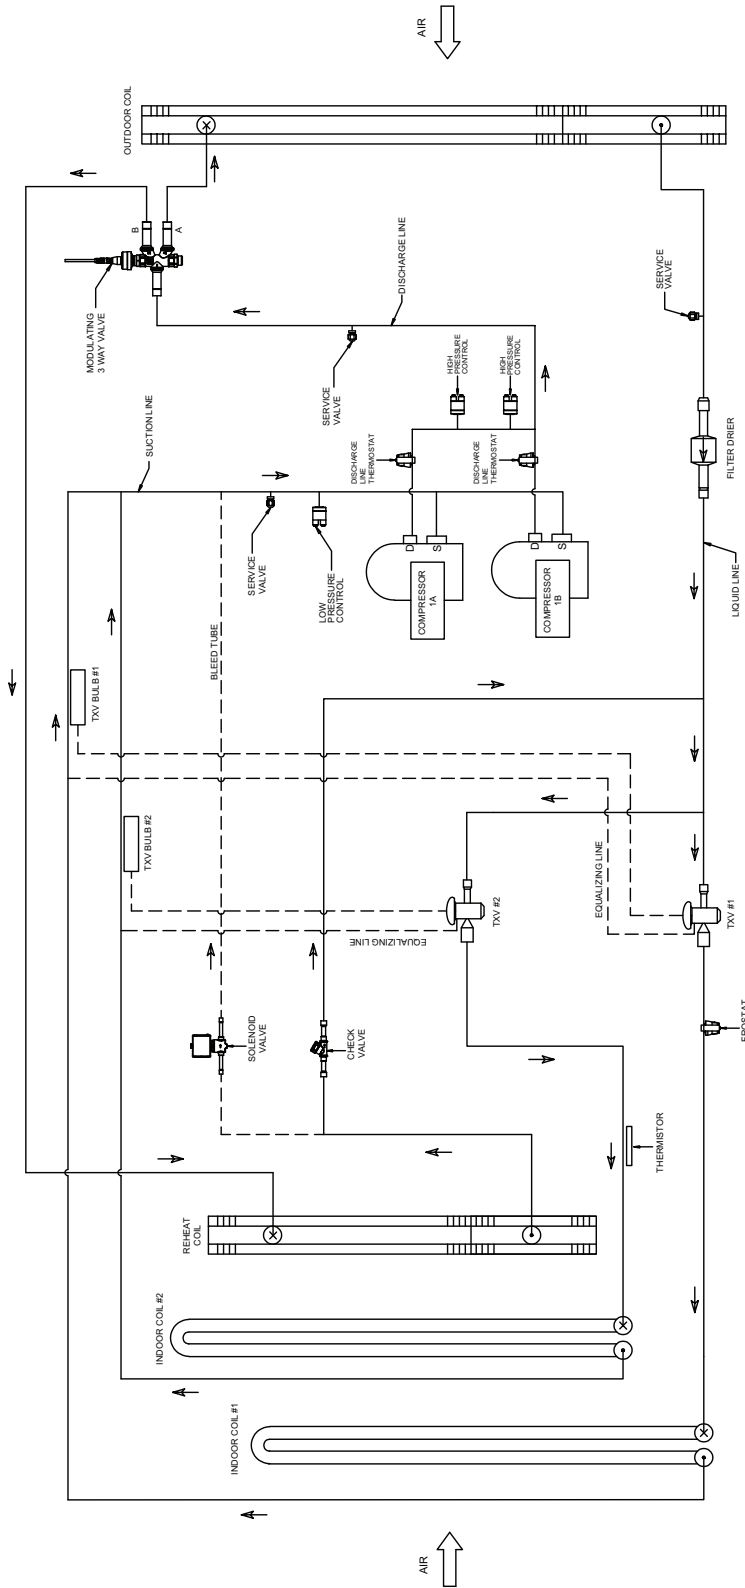 AIR
OUTDOOR COIL
B
A
MODULATING
3 WAY VALVE
DISCHARGE LINE
SERVICE
VALVE
SUCTION LINE
SERVICE
VALVE
HIGH
PRESSURE
CONTROL
HIGH
PRESSURE
CONTROL
DISCHARGE
LINE
THERMOSTAT
DISCHARGE
LINE
THERMOSTAT
FILTER DRIER
SERVICE
VALVE
LOW
PRESSURE
CONTROL
D
S
COMPRESSOR
1A
D
S
COMPRESSOR
1B
LIQUID LINE
BLEED TUBE
TXV BULB #1
TXV BULB #2
EQUALIZING LINE
EQUALIZING LINE
TXV #2
TXV #1
SOLENOID
VALVE
CHECK
VALVE
THERMISTOR
REHEAT
COIL
INDOOR COIL #2
INDOOR COIL #1
AIR